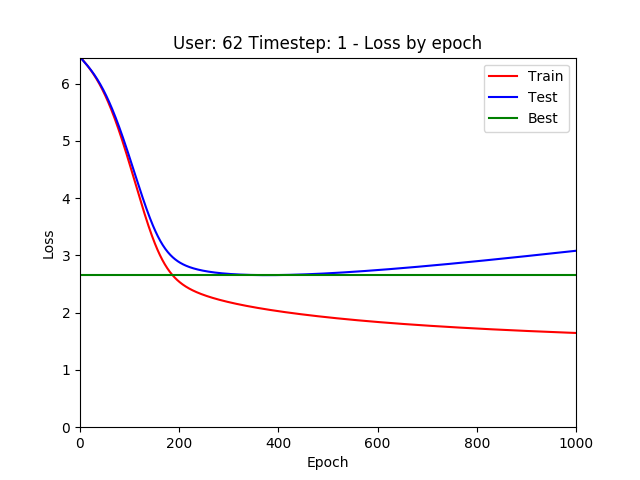 User: 62 Timestep: 1 - Loss by epoch
Train
Test
Best
Loss
6
5
4
3
2
1
0
0 200 400 600 800 1000
Epoch